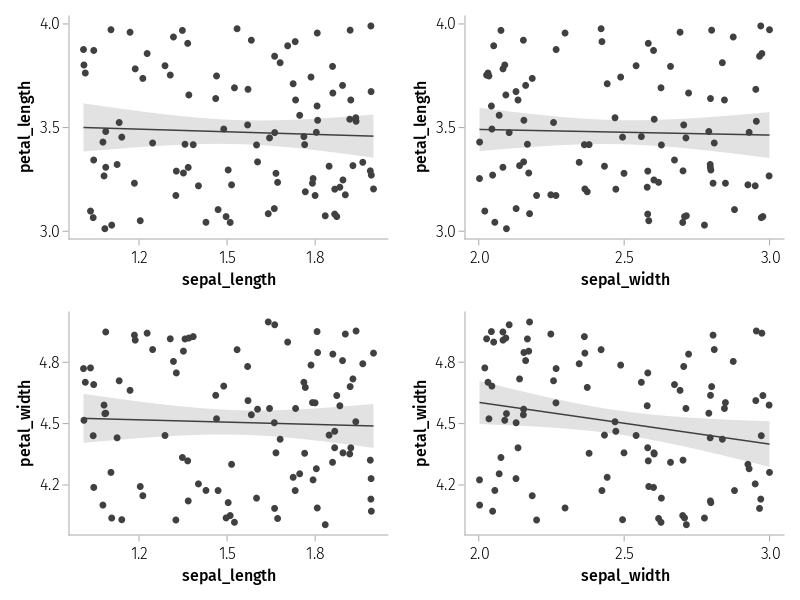 4.0
3.5
3.0
petal_length
1.2 1.5 1.8
sepal_length
4.0
3.5
3.0
petal_length
2.0 2.5 3.0
sepal_width
4.8
4.5
4.2
petal_width
1.2 1.5 1.8
sepal_length
4.8
4.5
4.2
petal_width
2.0 2.5 3.0
sepal_width